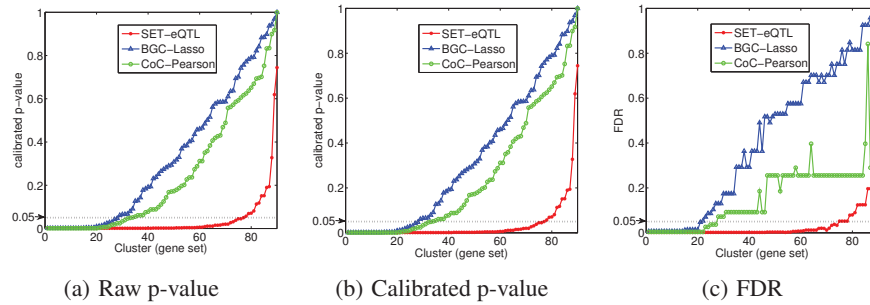 1
0.8
0.6
0.4
0.2
0.05
0
calibrated p-value
SET-eQTL
BGC-Lasso
CoC-Pearson
0 20 40 60 80
Cluster (gene set)
(a) Raw p-value
1
0.8
0.6
0.4
0.2
0.05
0
calibrated p-value
SET-eQTL
BGC-Lasso
CoC-Pearson
0 20 40 60 80
Cluster (gene set)
(b) Calibrated p-value
1
0.8
0.6
0.4
0.2
0.05
0
FDR
SET-eQTL
BGC-Lasso
CoC-Pearson
0 20 40 60 80
Cluster (gene set)
(c) FDR